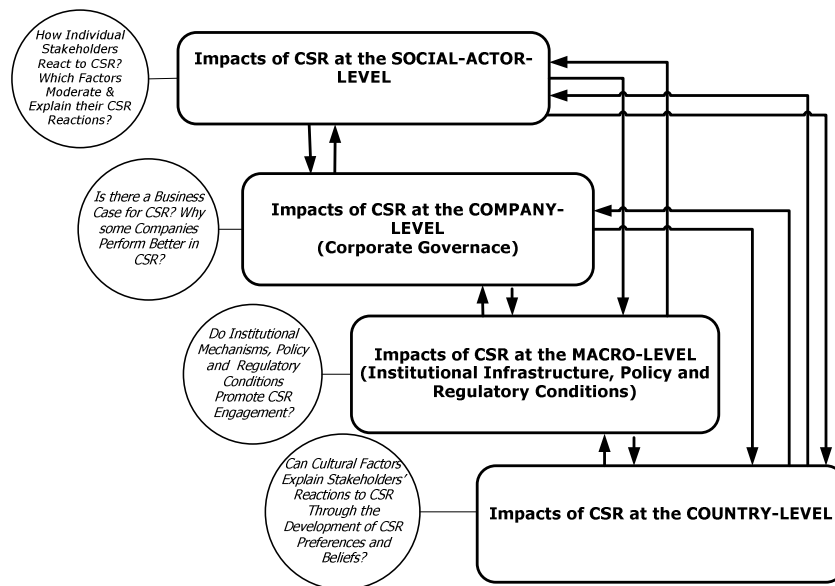 How Individual
Stakeholders
React to CSR?
Which Factors
Moderate &
Explain their CSR
Reactions?
Impacts of CSR at the SOCIAL-ACTOR-
LEVEL
Is there a Business
Case for CSR? Why
some Companies
Perform Better in
CSR?
Impacts of CSR at the COMPANY-
LEVEL
(Corporate Governace)
Do Institutional
Mechanisms, Policy
and Regulatory
Conditions
Promote CSR
Engagement?
Impacts of CSR at the MACRO-LEVEL
(Institutional Infrastructure, Policy and
Regulatory Conditions)
Can Cultural Factors
Explain Stakeholders’
Reactions to CSR
Through the
Development of CSR
Preferences and
Beliefs?
Impacts of CSR at the COUNTRY-LEVEL